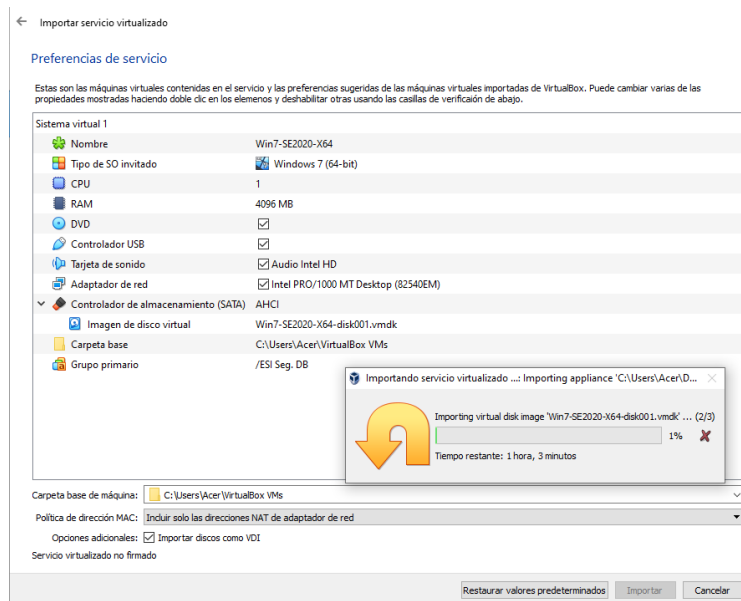 Importar servicio virtualizado
Preferencias de servicio
Estas son las máquinas virtuales contenidas en el servicio y las preferencias sugeridas de las máquinas virtuales importadas de VirtualBox. Puede cambiar varias de las
propiedades mostradas haciendo doble clic en los elemenos y deshabilitar otras usando las casillas de verificaión de abajo.
Sistema virtual 1
Nombre Win7-SE2020-X64
Tipo de SO invitado Windows 7 (64-bit)
CPU 1
RAM 4096 MB
DVD
Controlador USB
Tarjeta de sonido Audio Intel HD
Adaptador de red Intel PRO/1000 MT Desktop (82540EM)
Controlador de almacenamiento (SATA) AHCI
Imagen de disco virtual Win7-SE2020-X64-disk001.vmdk
Carpeta base C:\Users\Acer\VirtualBox VMs
Grupo primario /ESI Seg. DB
Importando servicio virtualizado ...: Importing appliance 'C:\Users\Acer\D...
Importing virtual disk image 'Win7-SE2020-X64-disk001.vmdk' ... (2/3)
1%
Tiempo restante: 1 hora, 3 minutos
Carpeta base de máquina: C:\Users\Acer\VirtualBox VMs
Política de dirección MAC: Incluir solo las direcciones NAT de adaptador de red
Opciones adicionales: Importar discos como VDI
Servicio virtualizado no firmado
Restaurar valores predeterminados Importar Cancelar